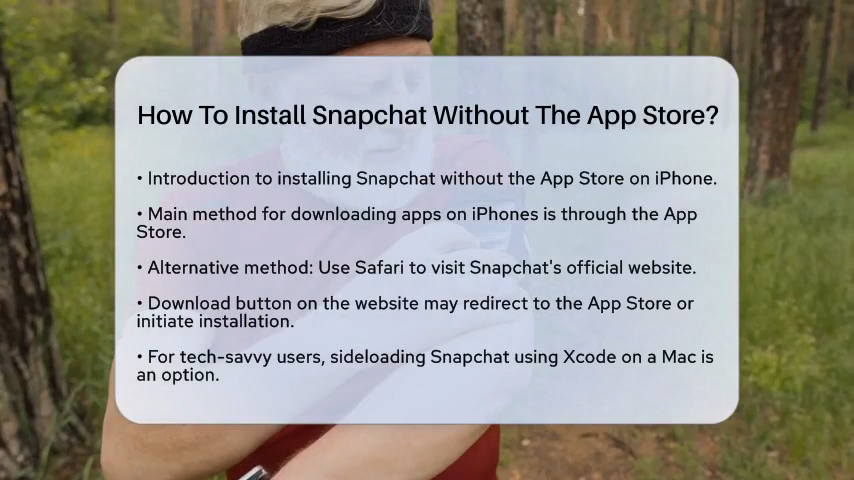 How To Install Snapchat Without The App Store?
• Introduction to installing Snapchat without the App Store on iPhone.
• Main method for downloading apps on iPhones is through the App
Store.
• Alternative method: Use Safari to visit Snapchat's official website.
• Download button on the website may redirect to the App Store or
initiate installation.
• For tech-savvy users, sideloading Snapchat using Xcode on a Mac is
an option.